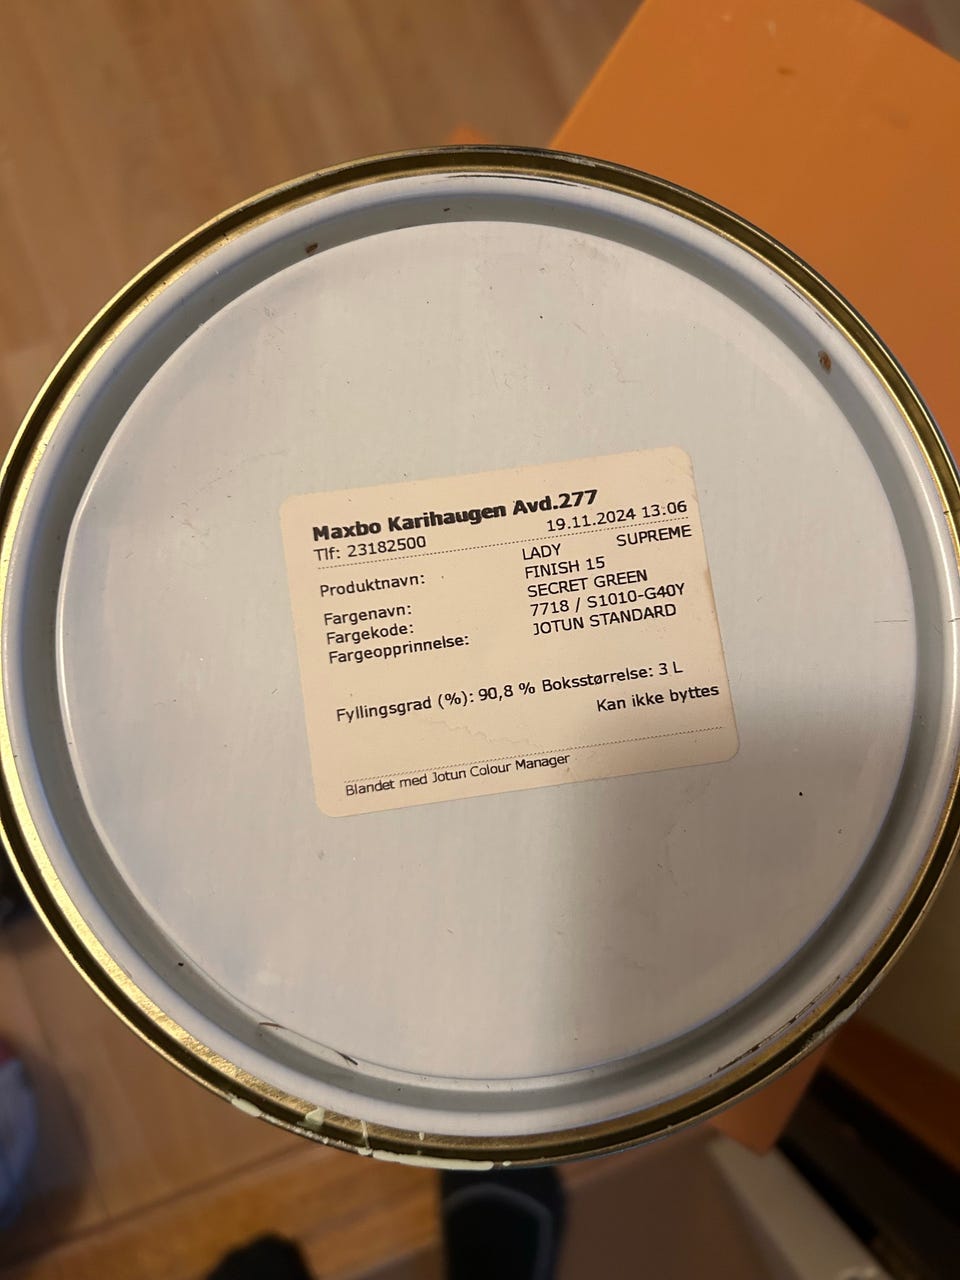 Maxbo Karihaugen Avd.277
Tlf: 23182500 19.11.2024 13:06
Produktnavn: LADY SUPREME
FINISH 15
Fargenavn: SECRET GREEN
Fargekode: 7718 / S1010-G40Y
Fargeopprinnelse: JOTUN STANDARD
Fyllingsgrad (%): 90,8 % Boksstørrelse: 3 L
Kan ikke byttes
Blandet med Jotun Colour Manager